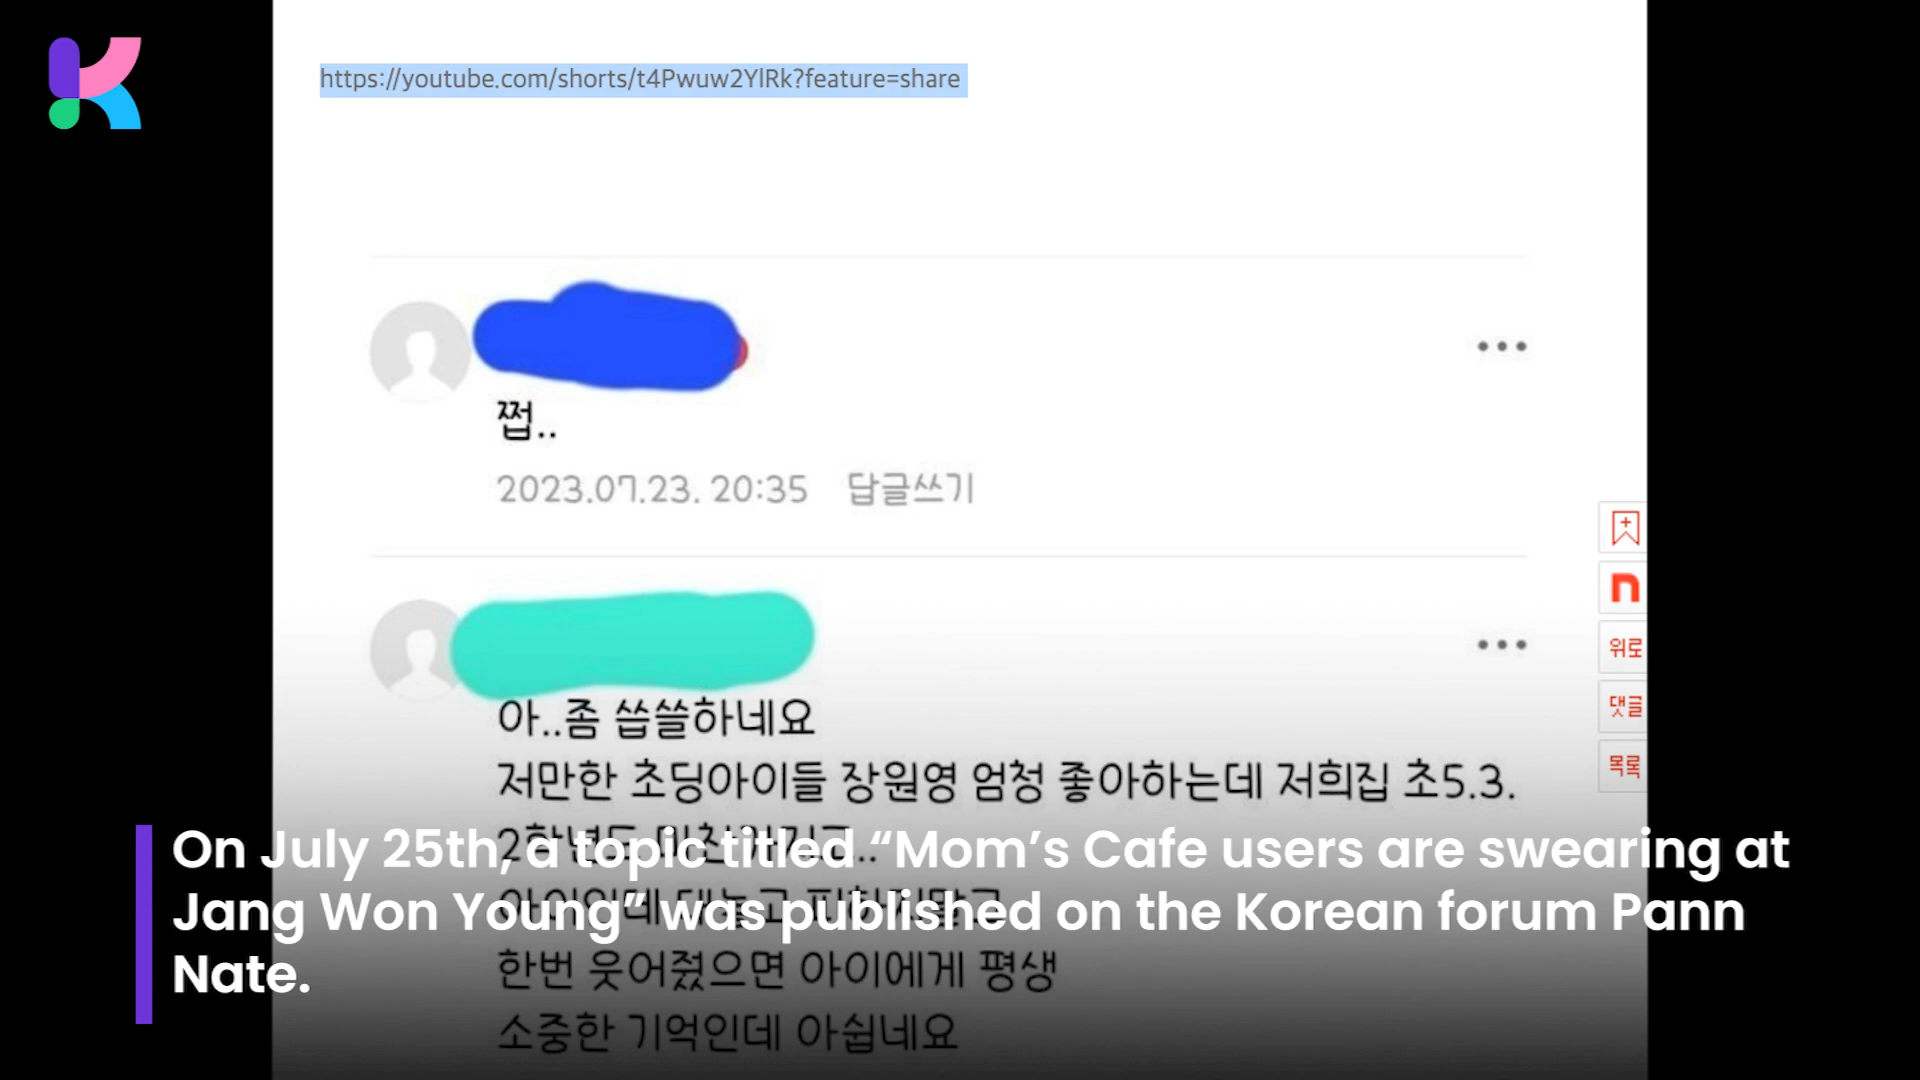 https://youtube.com/shorts/t4Pwuw2YlRk?feature=share
쩝..
2023.07.23. 20:35 답글쓰기
n
위로
댓글
목록
아..좀 씁쓸하네요
저만한 초딩아이들 장원영 엄청 좋아하는데 저희집 초5.3.
2학년도
한번 웃어줬으면 아이에게 평생
소중한 기억인데 아쉽네요
On July 25th, a topic titled “Mom’s Cafe users are swearing at
Jang Won Young” was published on the Korean forum Pann
Nate.